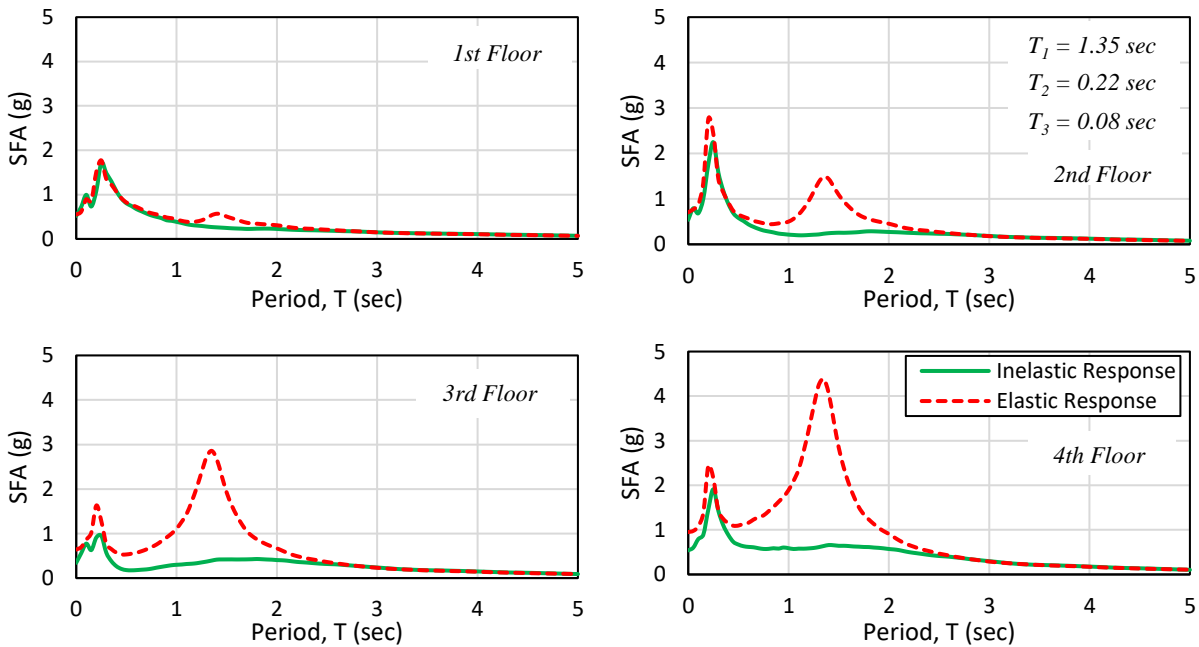 5
4
3
2
1
0
SFA (g)
1st Floor
0 1 2 3 4 5
Period, T (sec)
5
4
3
2
1
0
SFA (g)
T1 = 1.35 sec
T2 = 0.22 sec
T3 = 0.08 sec
2nd Floor
0 1 2 3 4 5
Period, T (sec)
5
4
3
2
1
0
SFA (g)
3rd Floor
0 1 2 3 4 5
Period, T (sec)
5
4
3
2
1
0
SFA (g)
Inelastic Response
Elastic Response
4th Floor
0 1 2 3 4 5
Period, T (sec)